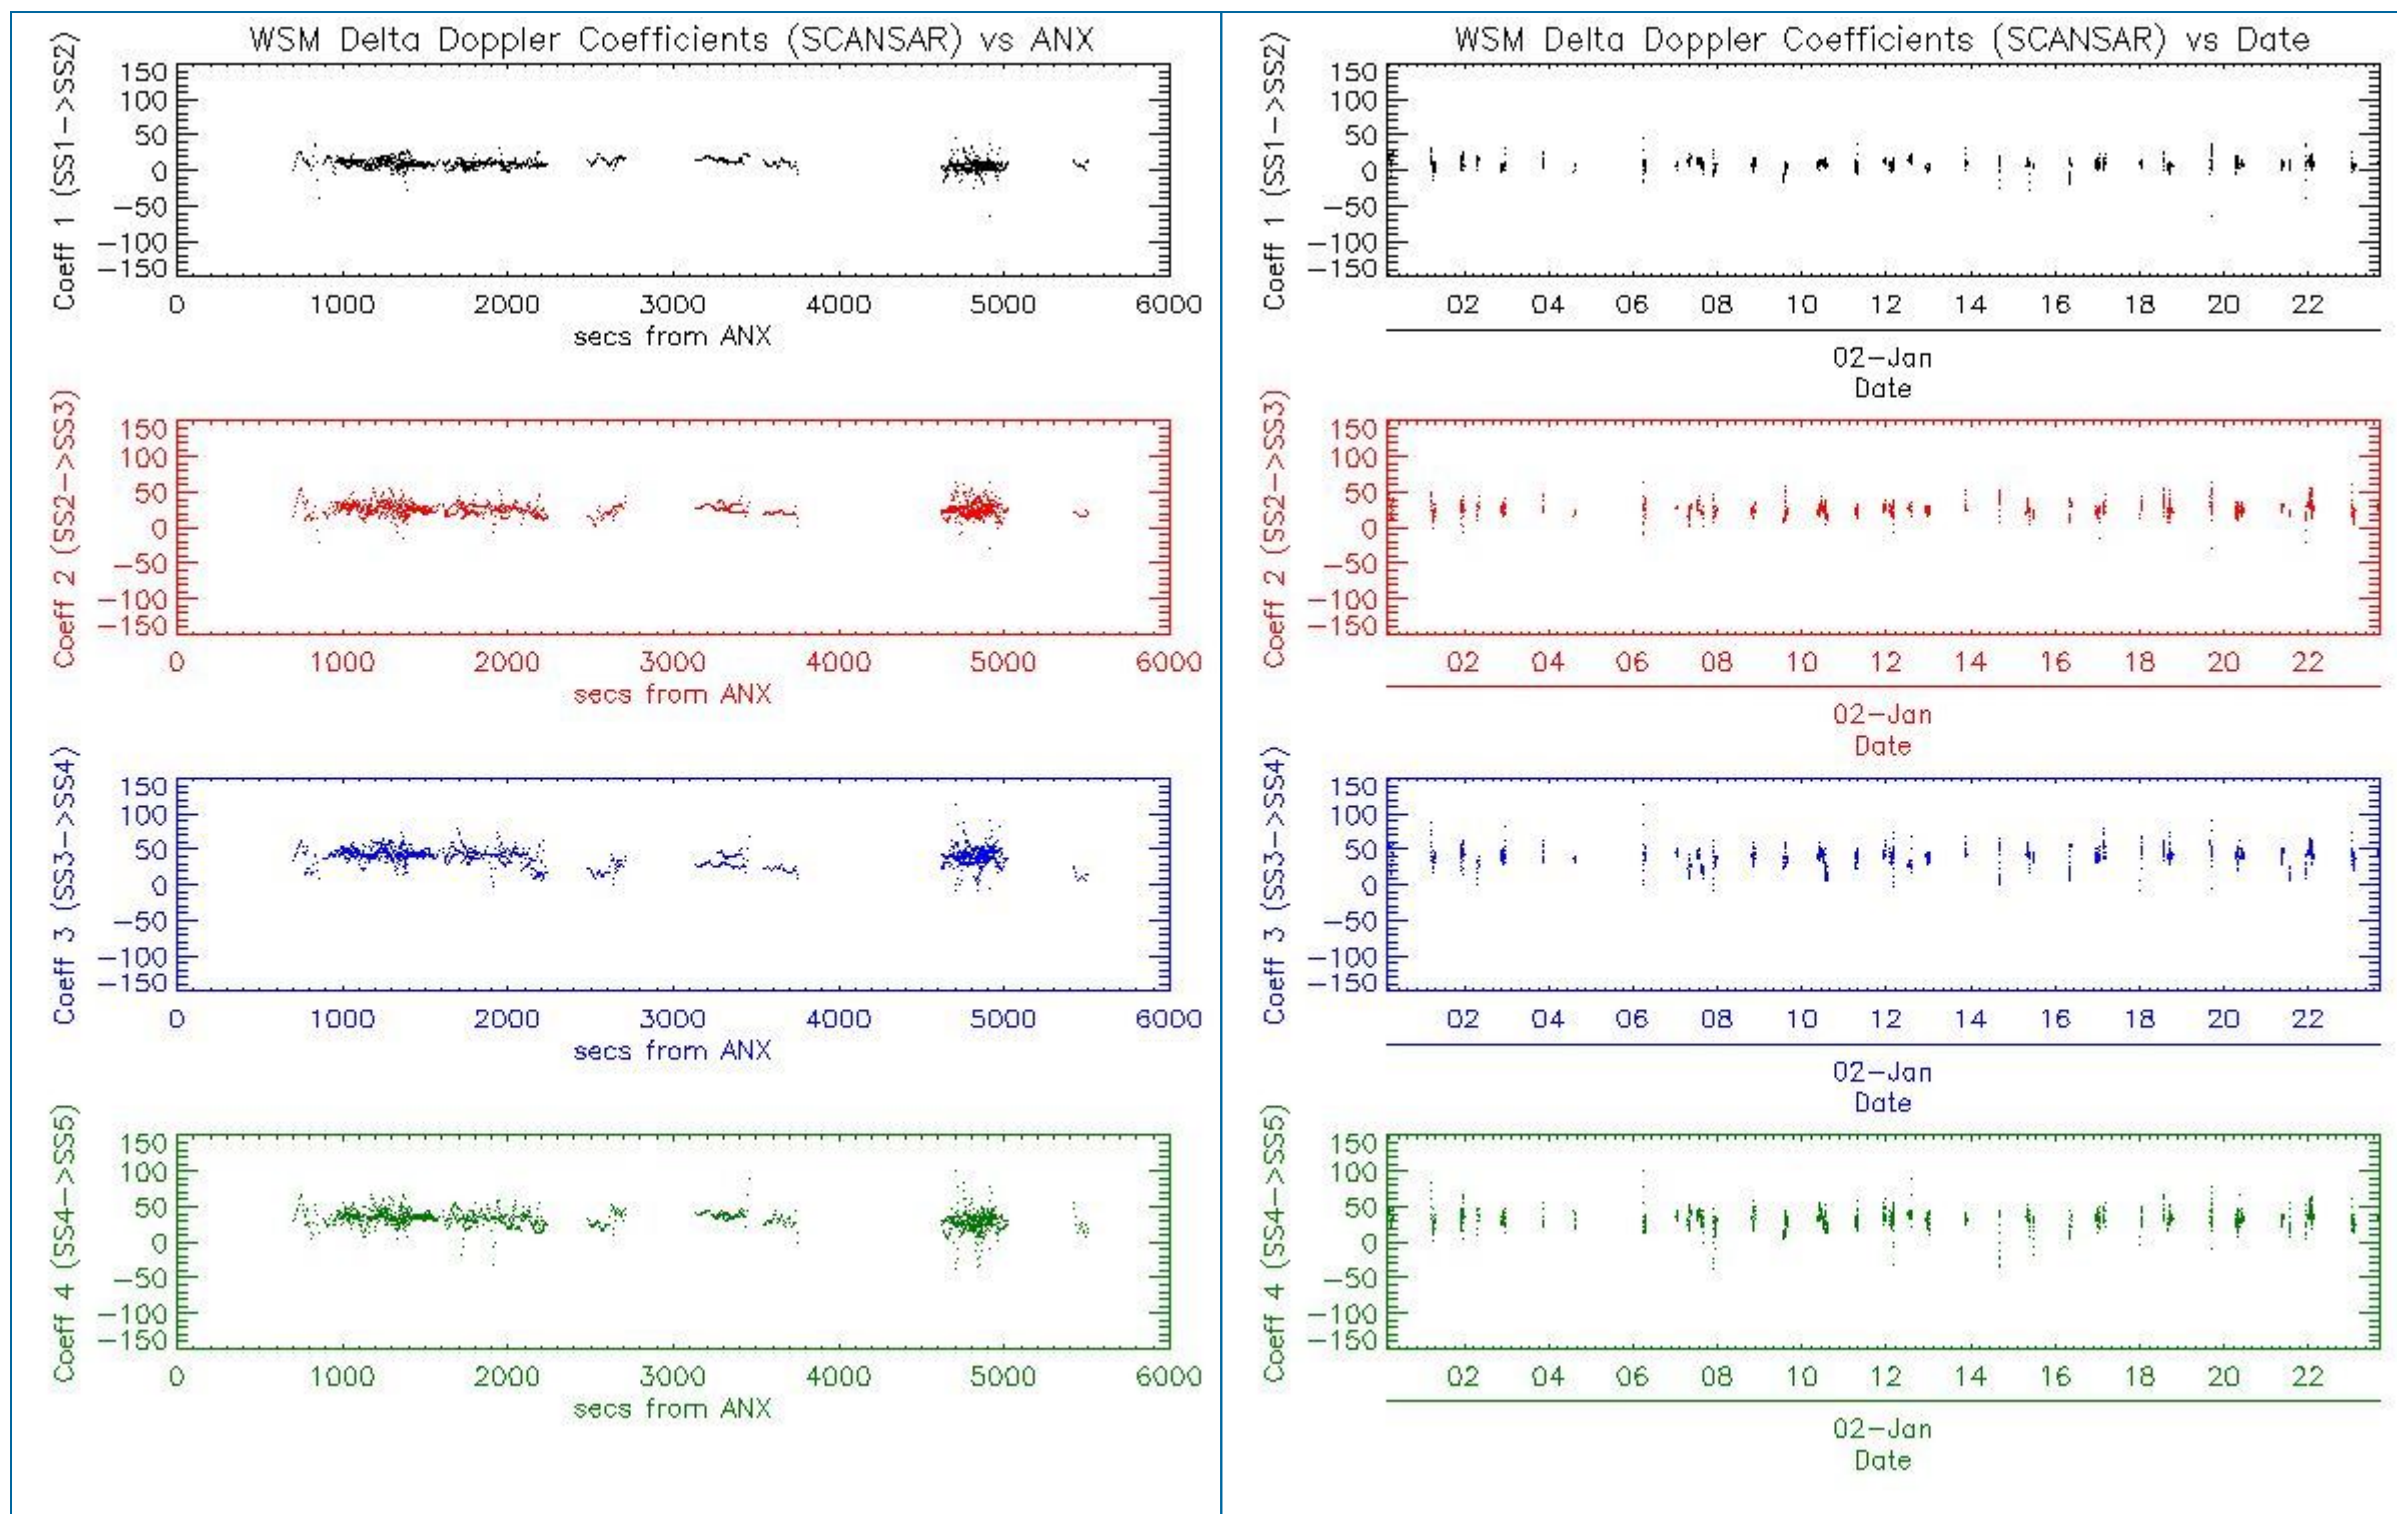 WSM Delta Doppler Coefficients (SCANSAR) vs ANX
Coeff 1 (SS1->SS2)
150
100
50
0
-50
-100
-150
0 1000 2000 3000 4000 5000 6000
secs from ANX
Coeff 2 (SS2->SS3)
150
100
50
0
-50
-100
-150
0 1000 2000 3000 4000 5000 6000
secs from ANX
Coeff 3 (SS3->SS4)
150
100
50
0
-50
-100
-150
0 1000 2000 3000 4000 5000 6000
secs from ANX
Coeff 4 (SS4->SS5)
150
100
50
0
-50
-100
-150
0 1000 2000 3000 4000 5000 6000
secs from ANX
WSM Delta Doppler Coefficients (SCANSAR) vs Date
Coeff 1 (SS1->SS2)
150
100
50
0
-50
-100
-150
02 04 06 08 10 12 14 16 18 20 22
02-Jan
Date
Coeff 2 (SS2->SS3)
150
100
50
0
-50
-100
-150
02 04 06 08 10 12 14 16 18 20 22
02-Jan
Date
Coeff 3 (SS3->SS4)
150
100
50
0
-50
-100
-150
02 04 06 08 10 12 14 16 18 20 22
02-Jan
Date
Coeff 4 (SS4->SS5)
150
100
50
0
-50
-100
-150
02 04 06 08 10 12 14 16 18 20 22
02-Jan
Date